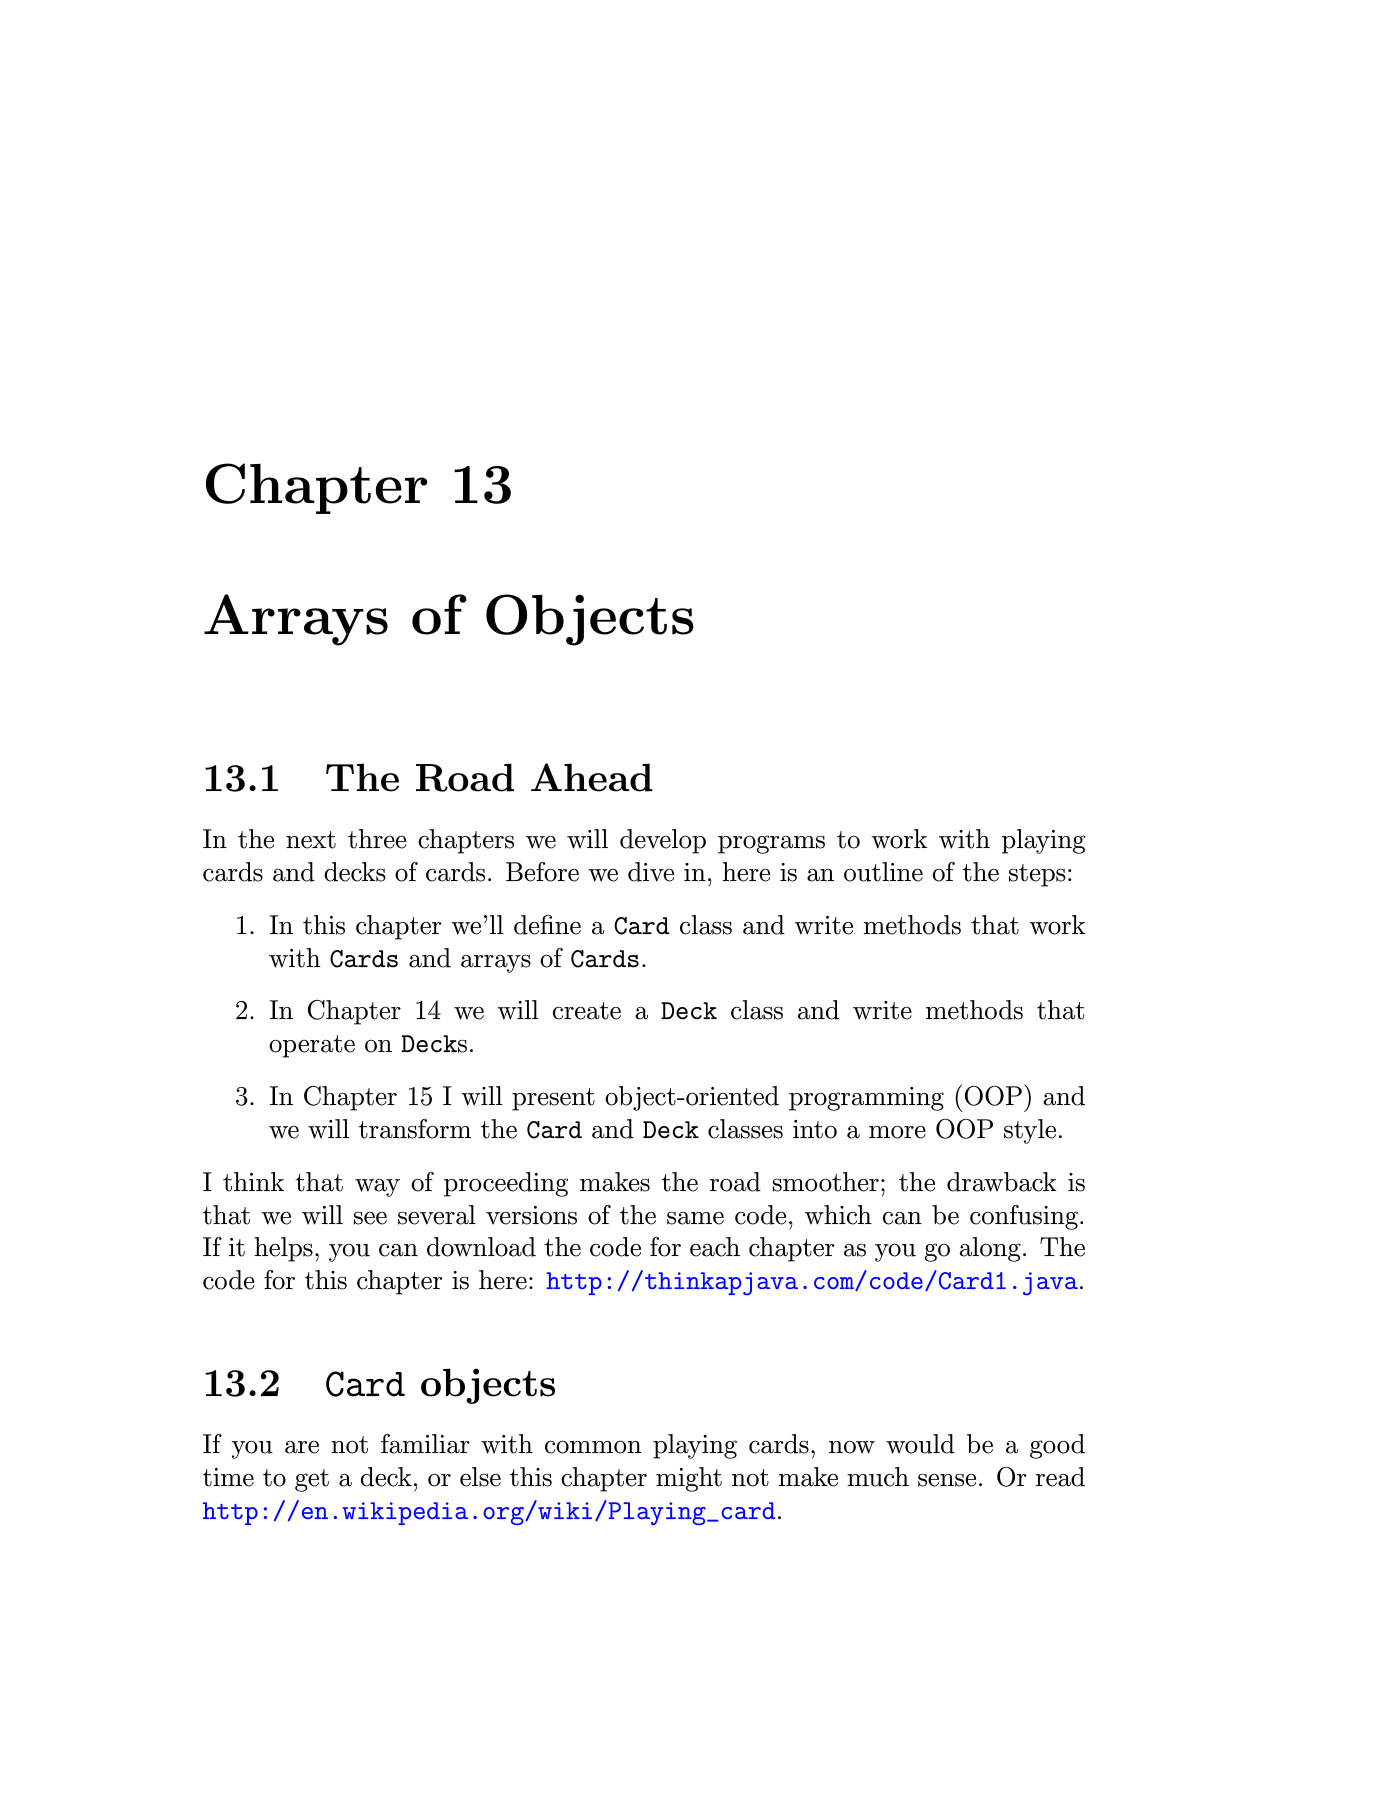 Chapter 13
Arrays of Objects
13.1 The Road Ahead
In the next three chapters we will develop programs to work with playing
cards and decks of cards. Before we dive in, here is an outline of the steps:
1. In this chapter we'll define a Card class and write methods that work
with Cards and arrays of Cards.
2. In Chapter 14 we will create a Deck class and write methods that
operate on Decks.
3. In Chapter 15 I will present object-oriented programming (OOP) and
we will transform the Card and Deck classes into a more OOP style.
I think that way of proceeding makes the road smoother; the drawback is
that we will see several versions of the same code, which can be confusing.
If it helps, you can download the code for each chapter as you go along. The
code for this chapter is here: http://thinkapjava.com/code/Card1.java.
13.2 Card objects
If you are not familiar with common playing cards, now would be a good
time to get a deck, or else this chapter might not make much sense. Or read
http://en.wikipedia.org/wiki/Playing_card.